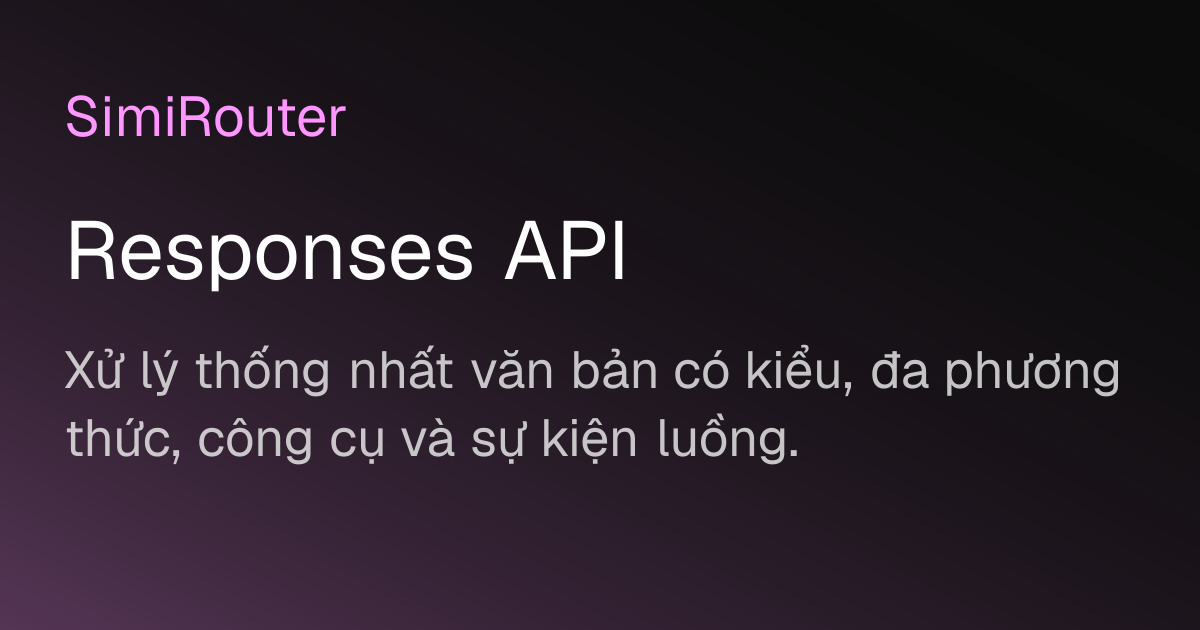 SimiRouter
Responses API
Xử lý thống nhất văn bản có kiểu, đa phương
thức, công cụ và sự kiện luồng.